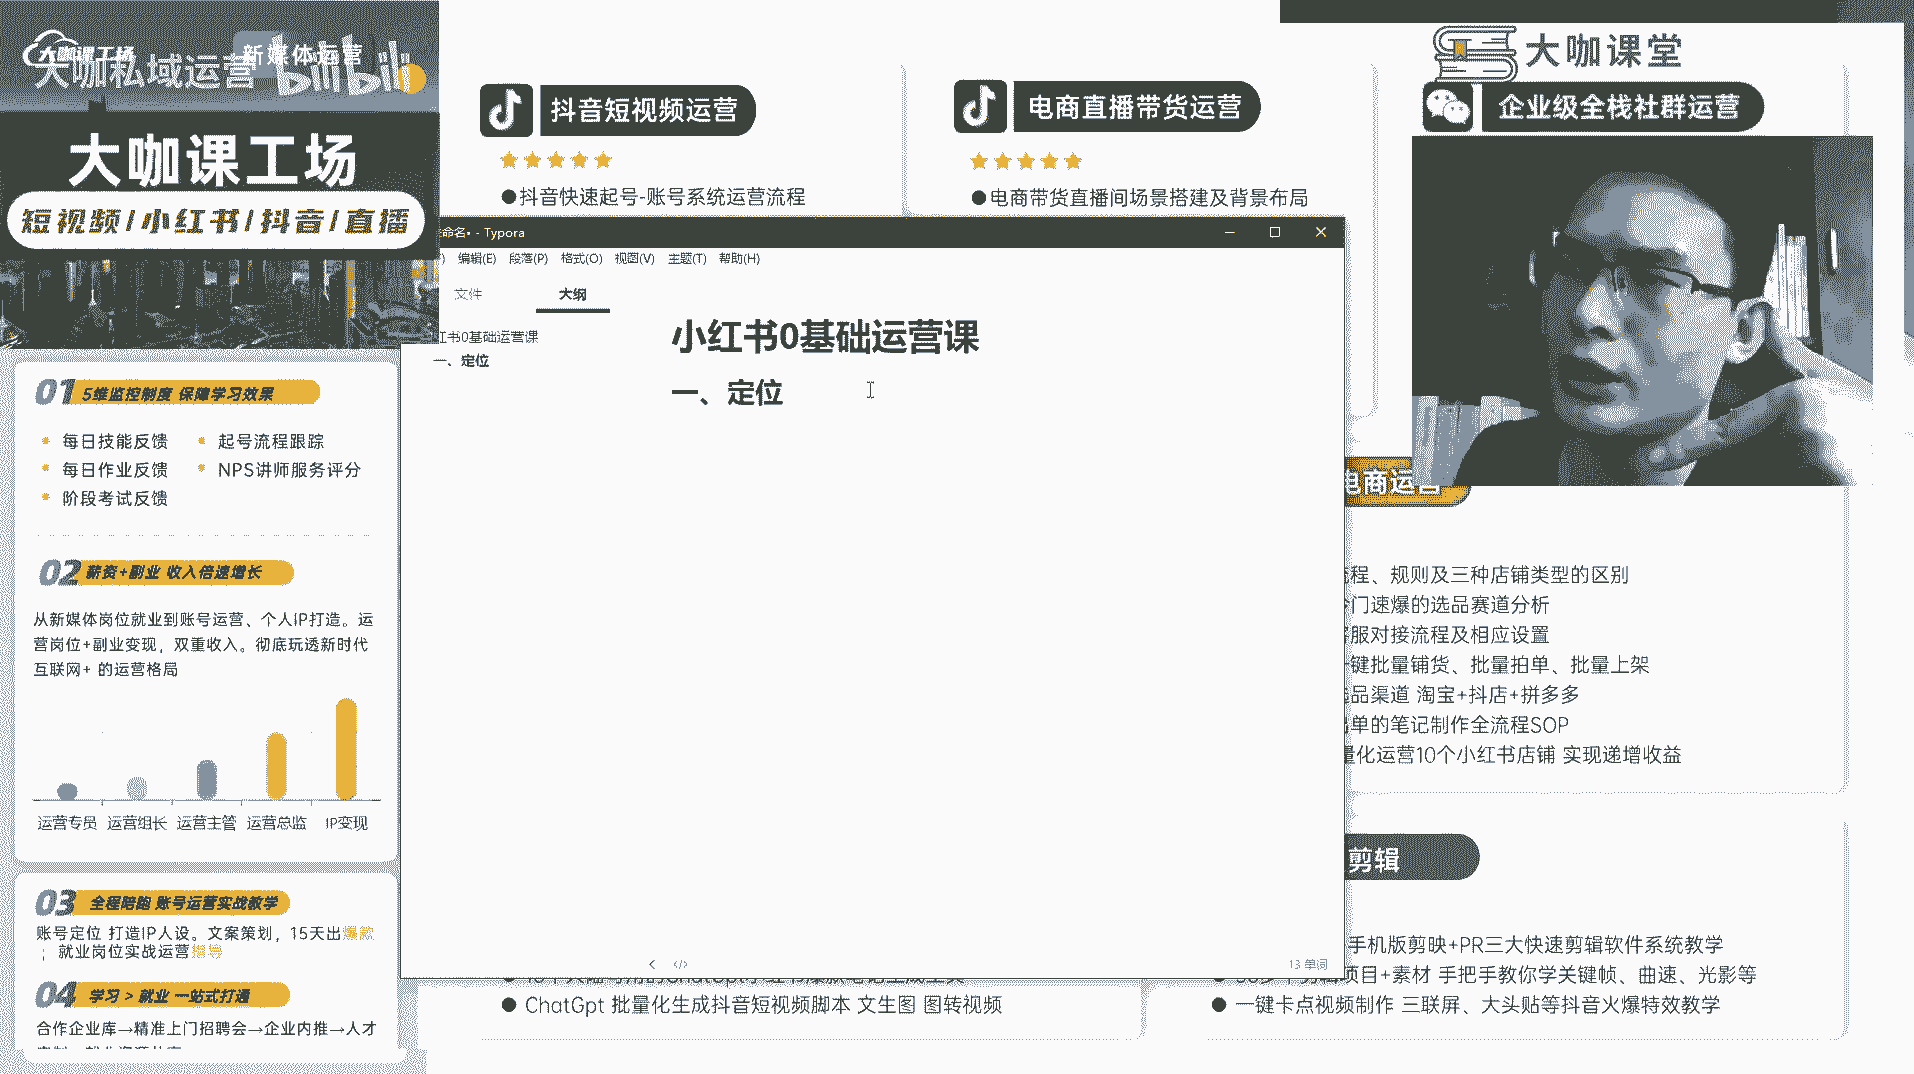 大咖课工场
新媒体运营
大咖私域运营
bilibili
大咖课工场
短视频/小红书/抖音/直播
01 5维监控制度 保障学习效果
每日技能反馈
起号流程跟踪
每日作业反馈
NPS讲师服务评分
阶段考试反馈
02 薪资+副业 收入倍速增长
从新媒体岗位就业到账号运营、个人IP打造。运
营岗位+副业变现，双重收入。彻底玩透新时代
互联网+ 的运营格局
运营专员 运营组长 运营主管 运营总监 IP变现
03 全程陪跑 账号运营实战教学
账号定位 打造IP人设。文案策划，15天出爆款
；就业岗位实战运营指导
04 学习 > 就业 一站式打通
合作企业库→精准上门招聘会→企业内推→人才
抖音短视频运营
●抖音快速起号-账号系统运营流程
电商直播带货运营
●电商带货直播间场景搭建及背景布局
大咖课堂
企业级全栈社群运营
命名• - Typora
) 编辑(E) 段落(P) 格式(O) 视图(V) 主题(T) 帮助(H)
文件 大纲
红书0基础运营课
一、定位
小红书0基础运营课
一、定位
13 单词
电商运营
流程、规则及三种店铺类型的区别
冷门速爆的选品赛道分析
客服对接流程及相应设置
一键批量铺货、批量拍单、批量上架
选品渠道 淘宝+抖店+拼多多
出单的笔记制作全流程SOP
量化运营10个小红书店铺 实现递增收益
剪辑
手机版剪映+PR三大快速剪辑软件系统教学
项目+素材 手把手教你学关键帧、曲速、光影等
● 一键卡点视频制作 三联屏、大头贴等抖音火爆特效教学
● ChatGpt 批量化生成抖音短视频脚本 文生图 图转视频